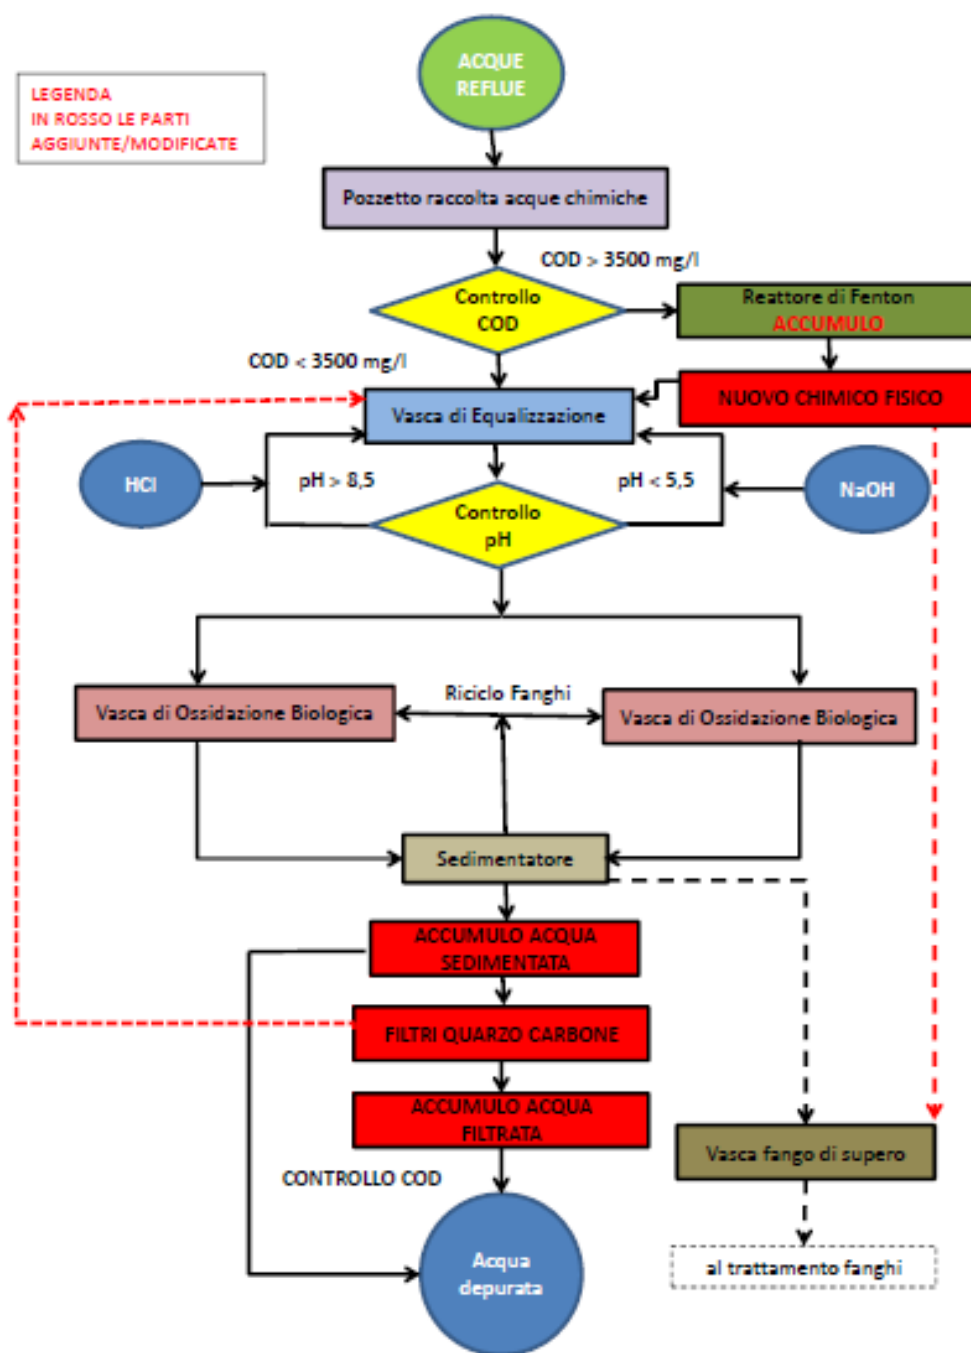 ACQUE
REFLUE
LEGENDA
IN ROSSO LE PARTI
AGGIUNTE/MODIFICATE
Pozzetto raccolta acque chimiche
COD > 3500 mg/l
Controllo
COD
Reattore di Fenton
ACCUMULO
COD < 3500 mg/l
NUOVO CHIMICO FISICO
Vasca di Equalizzazione
HCl
pH > 8,5
pH < 5,5
NaOH
Controllo
pH
Riciclo Fanghi
Vasca di Ossidazione Biologica
Vasca di Ossidazione Biologica
Sedimentatore
ACCUMULO ACQUA
SEDIMENTATA
FILTRI QUARZO CARBONE
ACCUMULO ACQUA
FILTRATA
Vasca fango di supero
CONTROLLO COD
Acqua
depurata
al trattamento fanghi